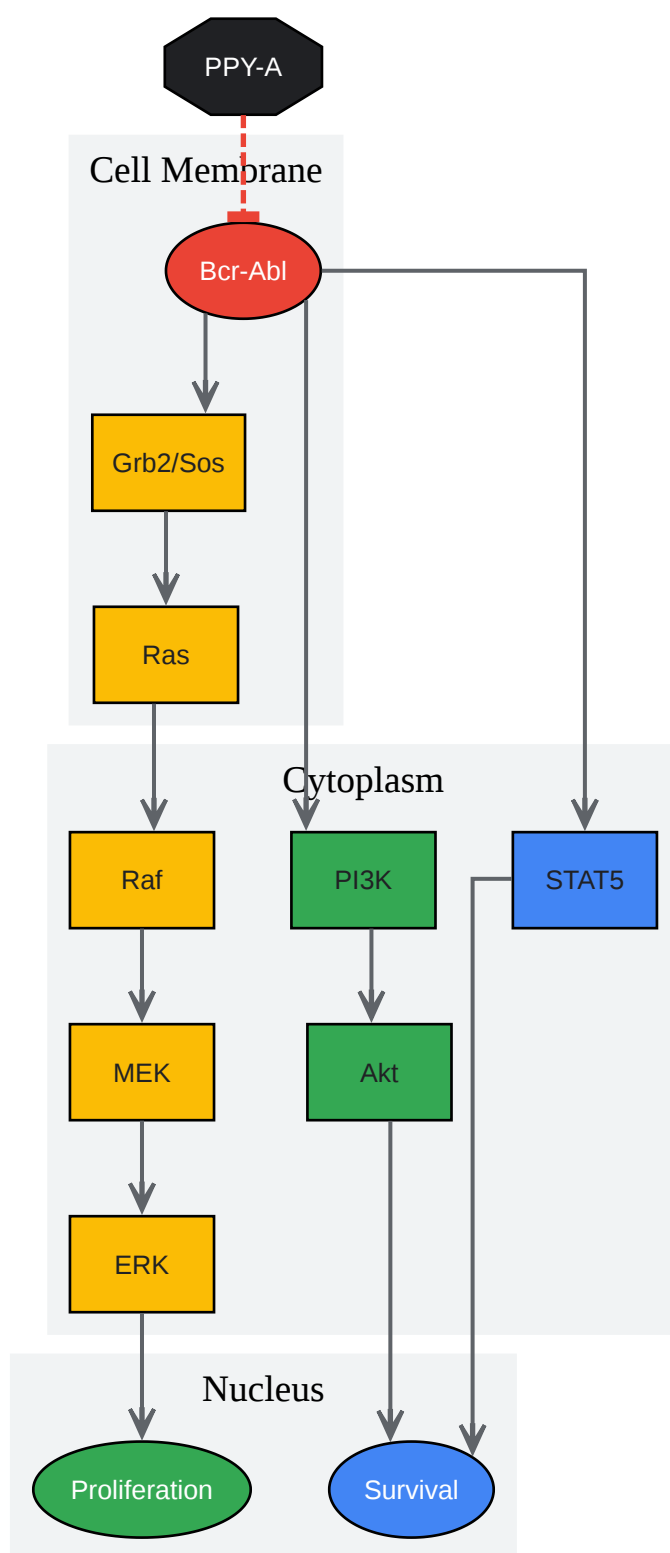 PPY-A
Cell Membrane
Bcr-Abl
Grb2/Sos
Ras
Cytoplasm
Raf
PI3K
STAT5
MEK
Akt
ERK
Nucleus
Proliferation
Survival